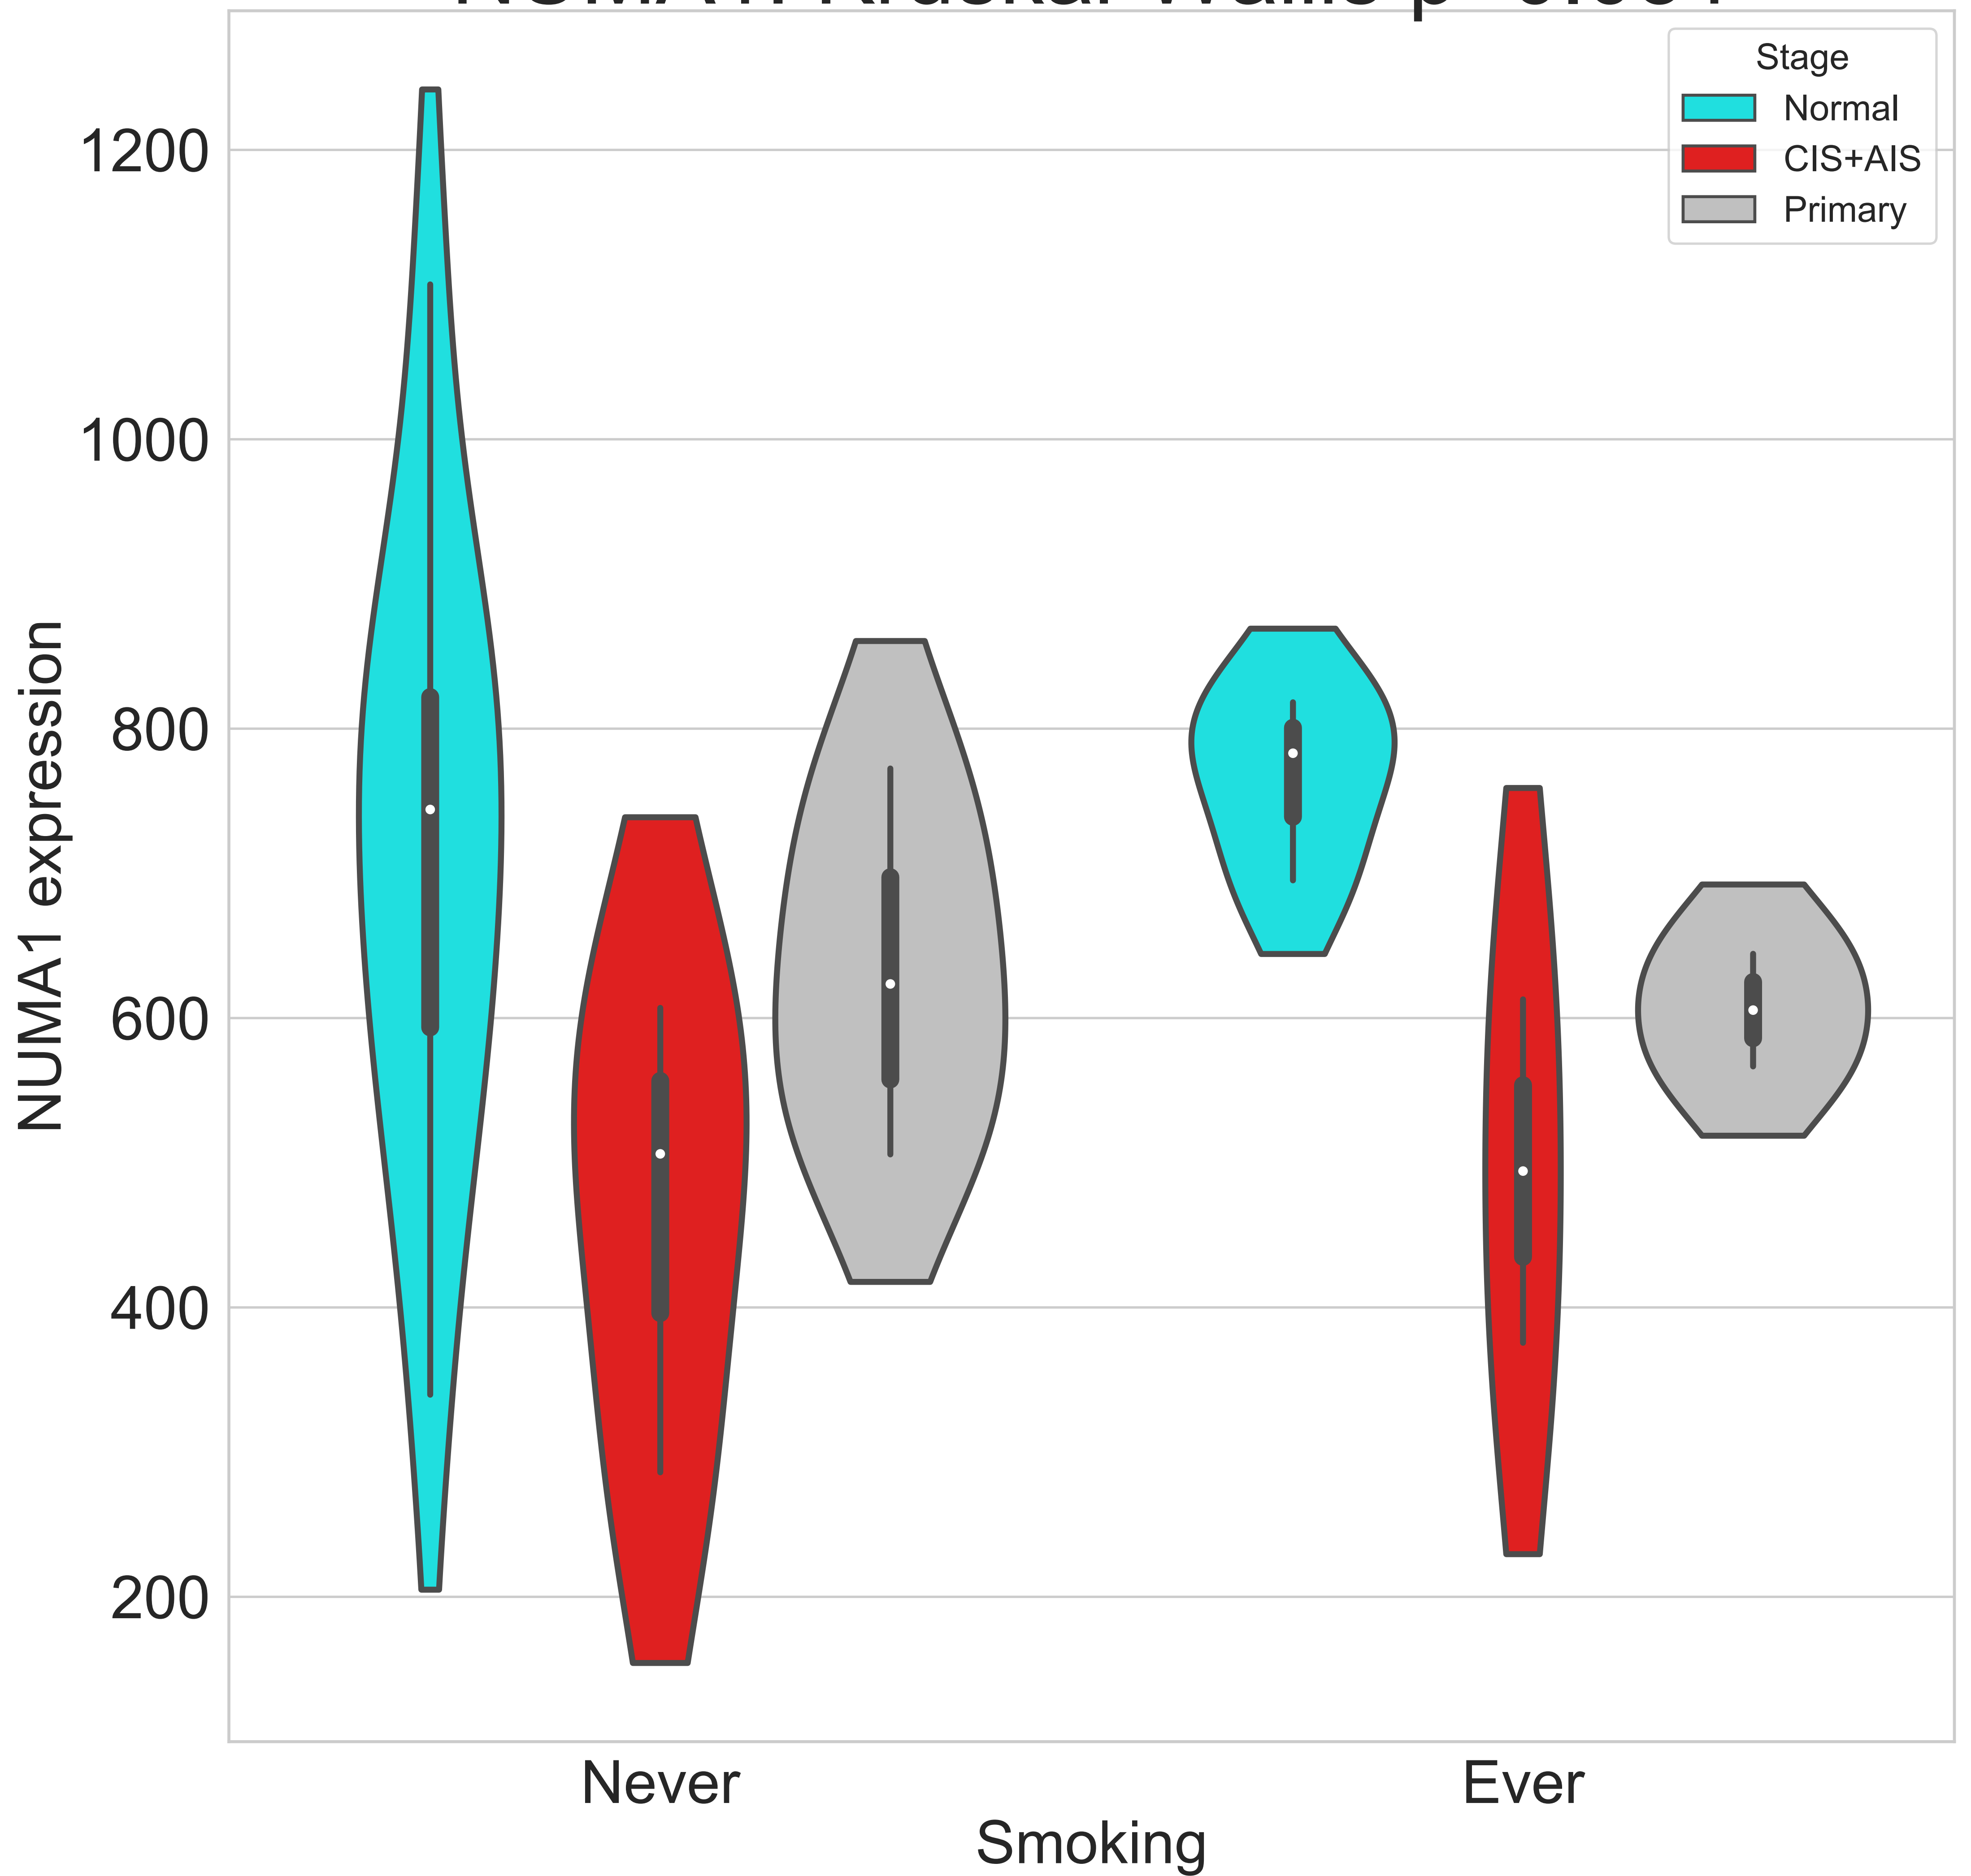 Stage
Normal
CIS+AIS
Primary
1200
1000
800
600
400
200
NUMA1 expression
Never
Ever
Smoking